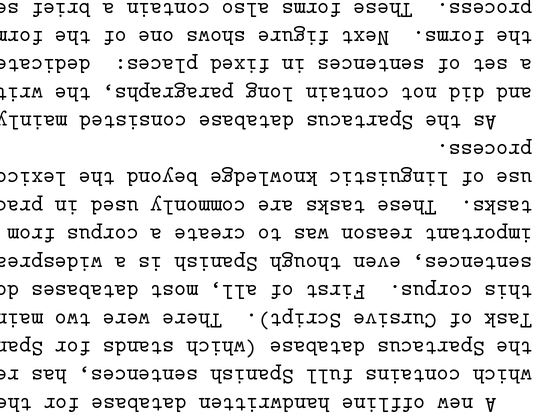 A new offline handwritten database for the
which contains full Spanish sentences, has re
the Spartacus database (which stands for Span
Task of Cursive Script). There were two main
this corpus. First of all, most databases do
sentences, even though Spanish is a widesprea
important reason was to create a corpus from
tasks. These tasks are commonly used in prac
use of linguistic knowledge beyond the lexico
process.
As the Spartacus database consisted mainly
and did not contain long paragraphs, the writ
a set of sentences in fixed places: dedicate
the forms. Next figure shows one of the form
process. These forms also contain a brief se